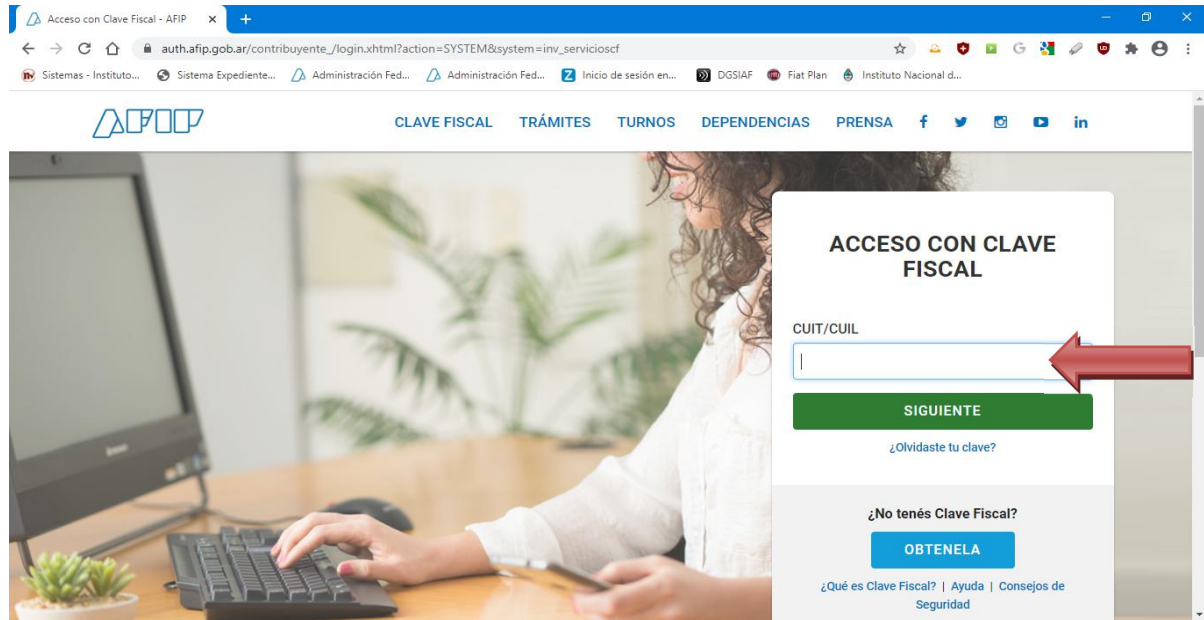 Acceso con Clave Fiscal - AFIP
auth.afip.gob.ar/contribuyente_/login.xhtml?action=SYSTEM&system=inv_servicioscf
Sistemas - Instituto... Sistema Expediente... Administración Fed... Administración Fed... Inicio de sesión en... DGSIAF Fiat Plan Instituto Nacional d...
AFIP CLAVE FISCAL TRÁMITES TURNOS DEPENDENCIAS PRENSA
ACCESO CON CLAVE
FISCAL
CUIT/CUIL
SIGUIENTE
¿Olvidaste tu clave?
¿No tenés Clave Fiscal?
OBTENELA
¿Qué es Clave Fiscal? | Ayuda | Consejos de
Seguridad